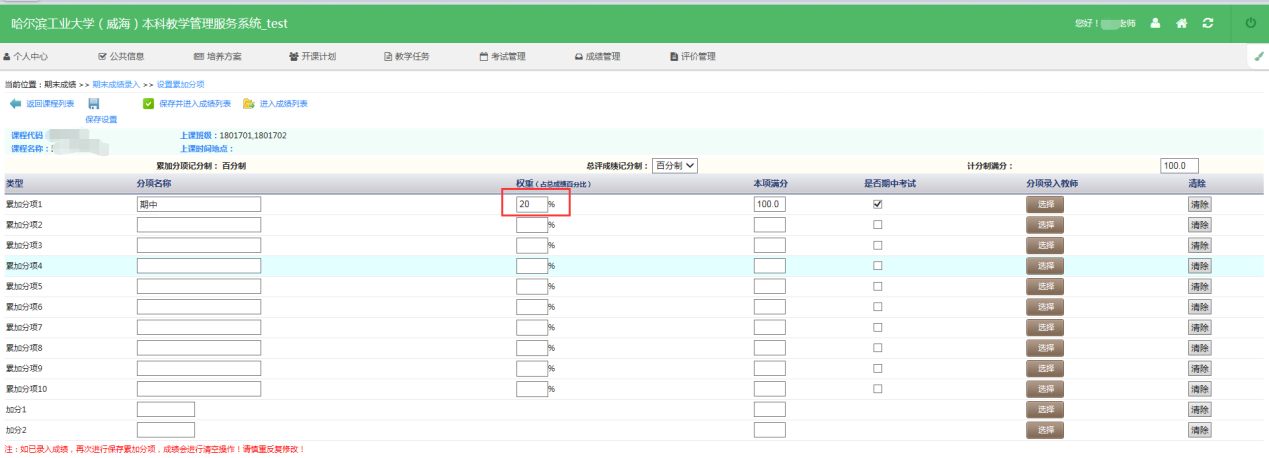 哈尔滨工业大学（威海）本科教学管理服务系统_test 您好！ 老师
个人中心 公共信息 培养方案 开课计划 教学任务 考试管理 成绩管理 评价管理
当前位置：期末成绩 >> 期末成绩录入 >> 设置累加分项
返回课程列表 保存设置 保存并进入成绩列表 进入成绩列表
课程代码 上课班级：1801701,1801702
课程名称： 上课时间地点：
累加分项记分制：百分制 总评成绩记分制： 百分制 计分制满分： 100.0
类型 分项名称 权重（占总成绩百分比） 本项满分 是否期中考试 分项录入教师 清除
累加分项1 期中 20 % 100.0 选择 清除
累加分项2 % 选择 清除
累加分项3 % 选择 清除
累加分项4 % 选择 清除
累加分项5 % 选择 清除
累加分项6 % 选择 清除
累加分项7 % 选择 清除
累加分项8 % 选择 清除
累加分项9 % 选择 清除
累加分项10 % 选择 清除
加分1 选择 清除
加分2 选择 清除
注：如已录入成绩，再次进行保存累加分项，成绩会进行清空操作！请慎重反复修改！